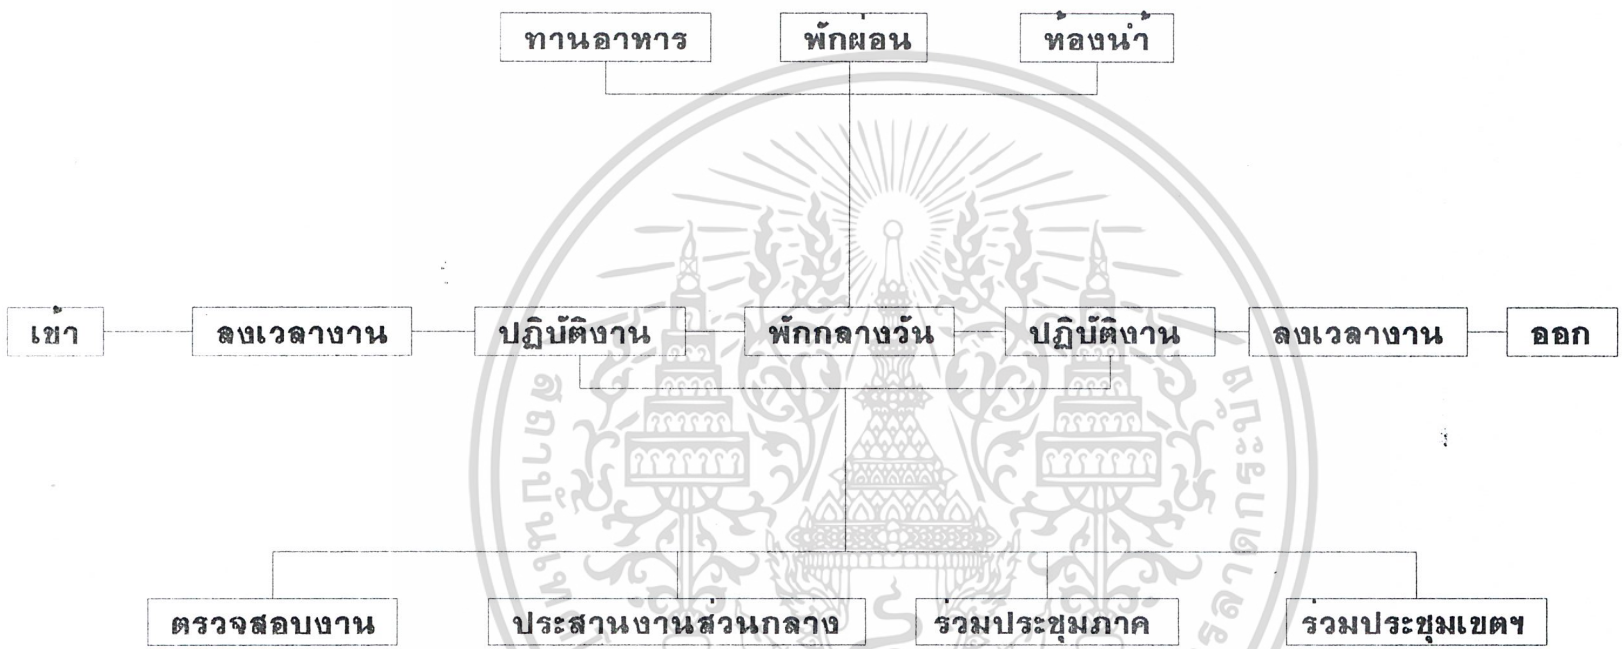 ทานอาหาร พักผ่อน ห้องน้ำ
เข้า ลงเวลางาน ปฏิบัติงาน พักกลางวัน ปฏิบัติงาน ลงเวลางาน ออก
ตรวจสอบงาน ประสานงานส่วนกลาง ร่วมประชุมภาค ร่วมประชุมเขตฯ